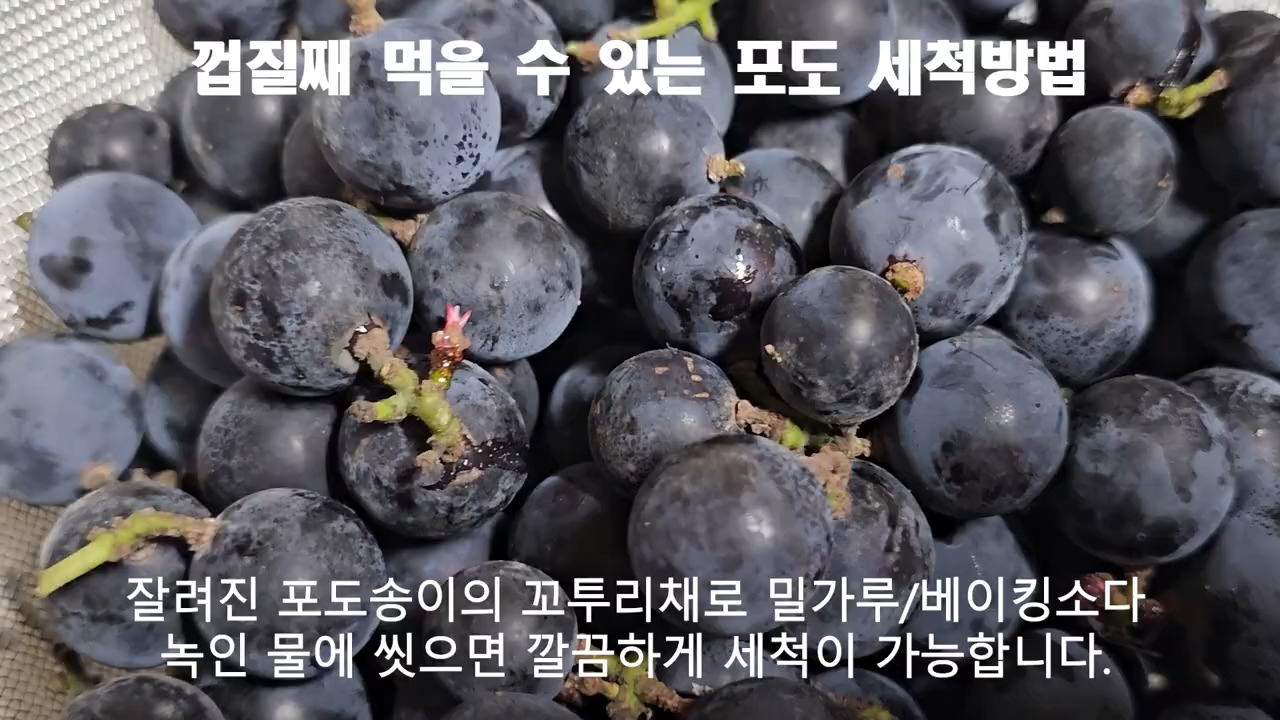 껍질째 먹을 수 있는 포도 세척방법
잘려진 포도송이의 꼬투리채로 밀가루/베이킹소다
녹인 물에 씻으면 깔끔하게 세척이 가능합니다.